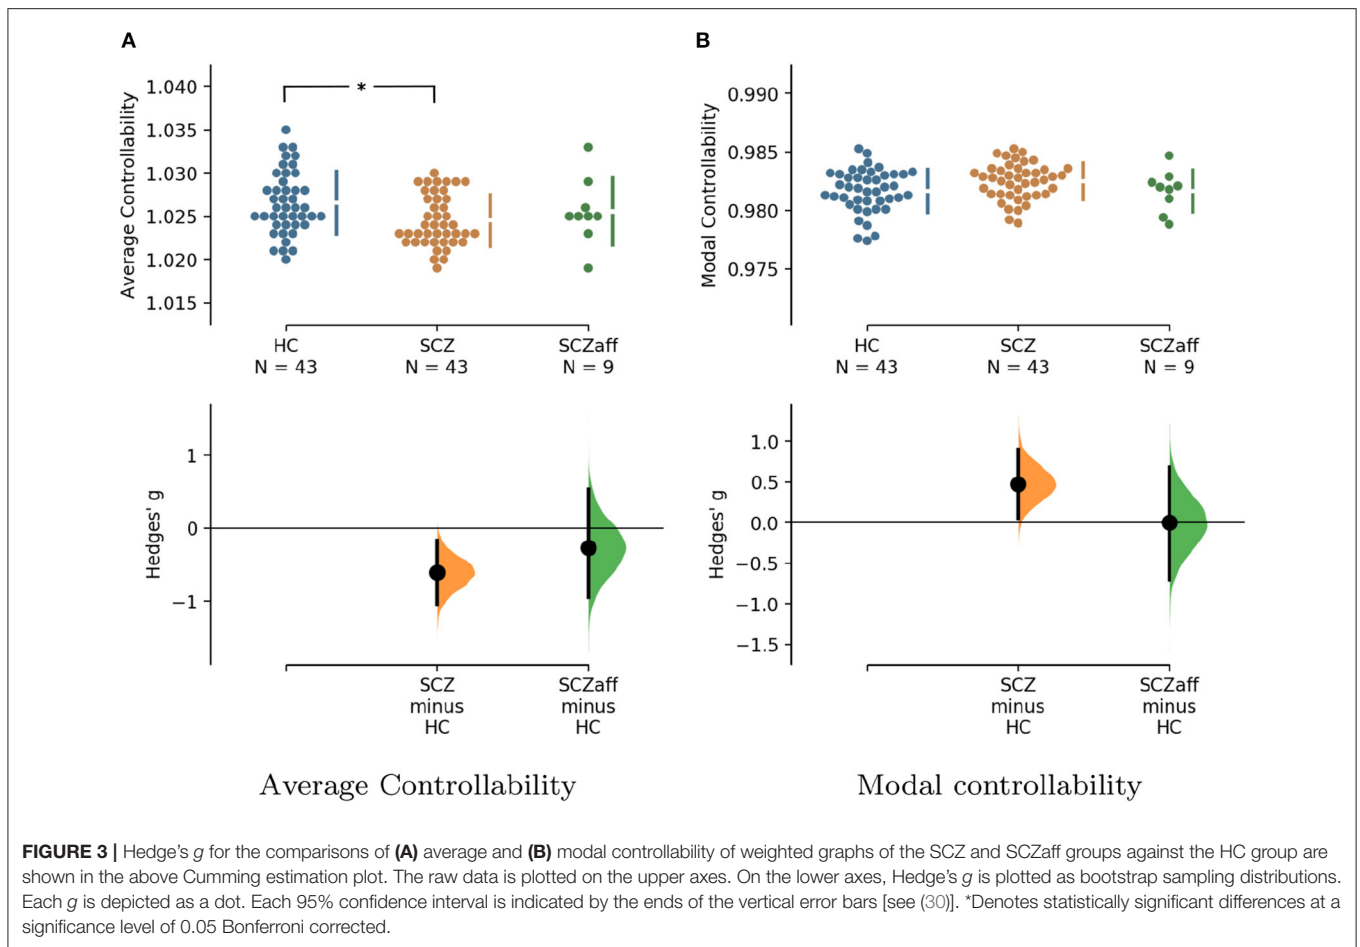 A
Average Controllability
1.040
1.035
1.030
1.025
1.020
1.015
*
HC
N = 43
SCZ
N = 43
SCZaff
N = 9
Hedges' g
1
0
−1
SCZ
minus
HC
SCZaff
minus
HC
Average Controllability
B
Modal Controllability
0.990
0.985
0.980
0.975
HC
N = 43
SCZ
N = 43
SCZaff
N = 9
Hedges' g
1.0
0.5
0.0
−0.5
−1.0
−1.5
SCZ
minus
HC
SCZaff
minus
HC
Modal controllability
FIGURE 3 | Hedge's g for the comparisons of (A) average and (B) modal controllability of weighted graphs of the SCZ and SCZaff groups against the HC group are
shown in the above Cumming estimation plot. The raw data is plotted on the upper axes. On the lower axes, Hedge's g is plotted as bootstrap sampling distributions.
Each g is depicted as a dot. Each 95% confidence interval is indicated by the ends of the vertical error bars [see (30)]. *Denotes statistically significant differences at a
significance level of 0.05 Bonferroni corrected.